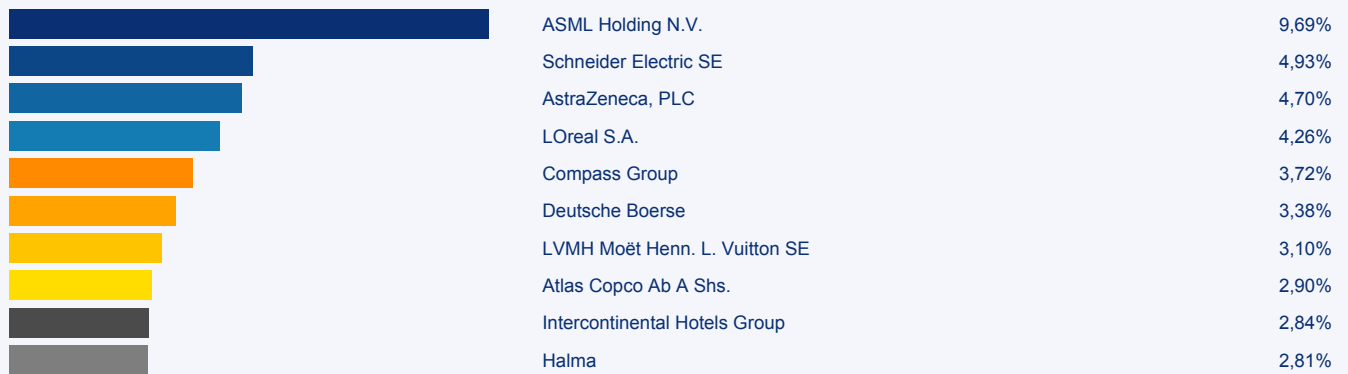 ASML Holding N.V. 9,69%
Schneider Electric SE 4,93%
AstraZeneca, PLC 4,70%
LOreal S.A. 4,26%
Compass Group 3,72%
Deutsche Boerse 3,38%
LVMH Moët Henn. L. Vuitton SE 3,10%
Atlas Copco Ab A Shs. 2,90%
Intercontinental Hotels Group 2,84%
Halma 2,81%